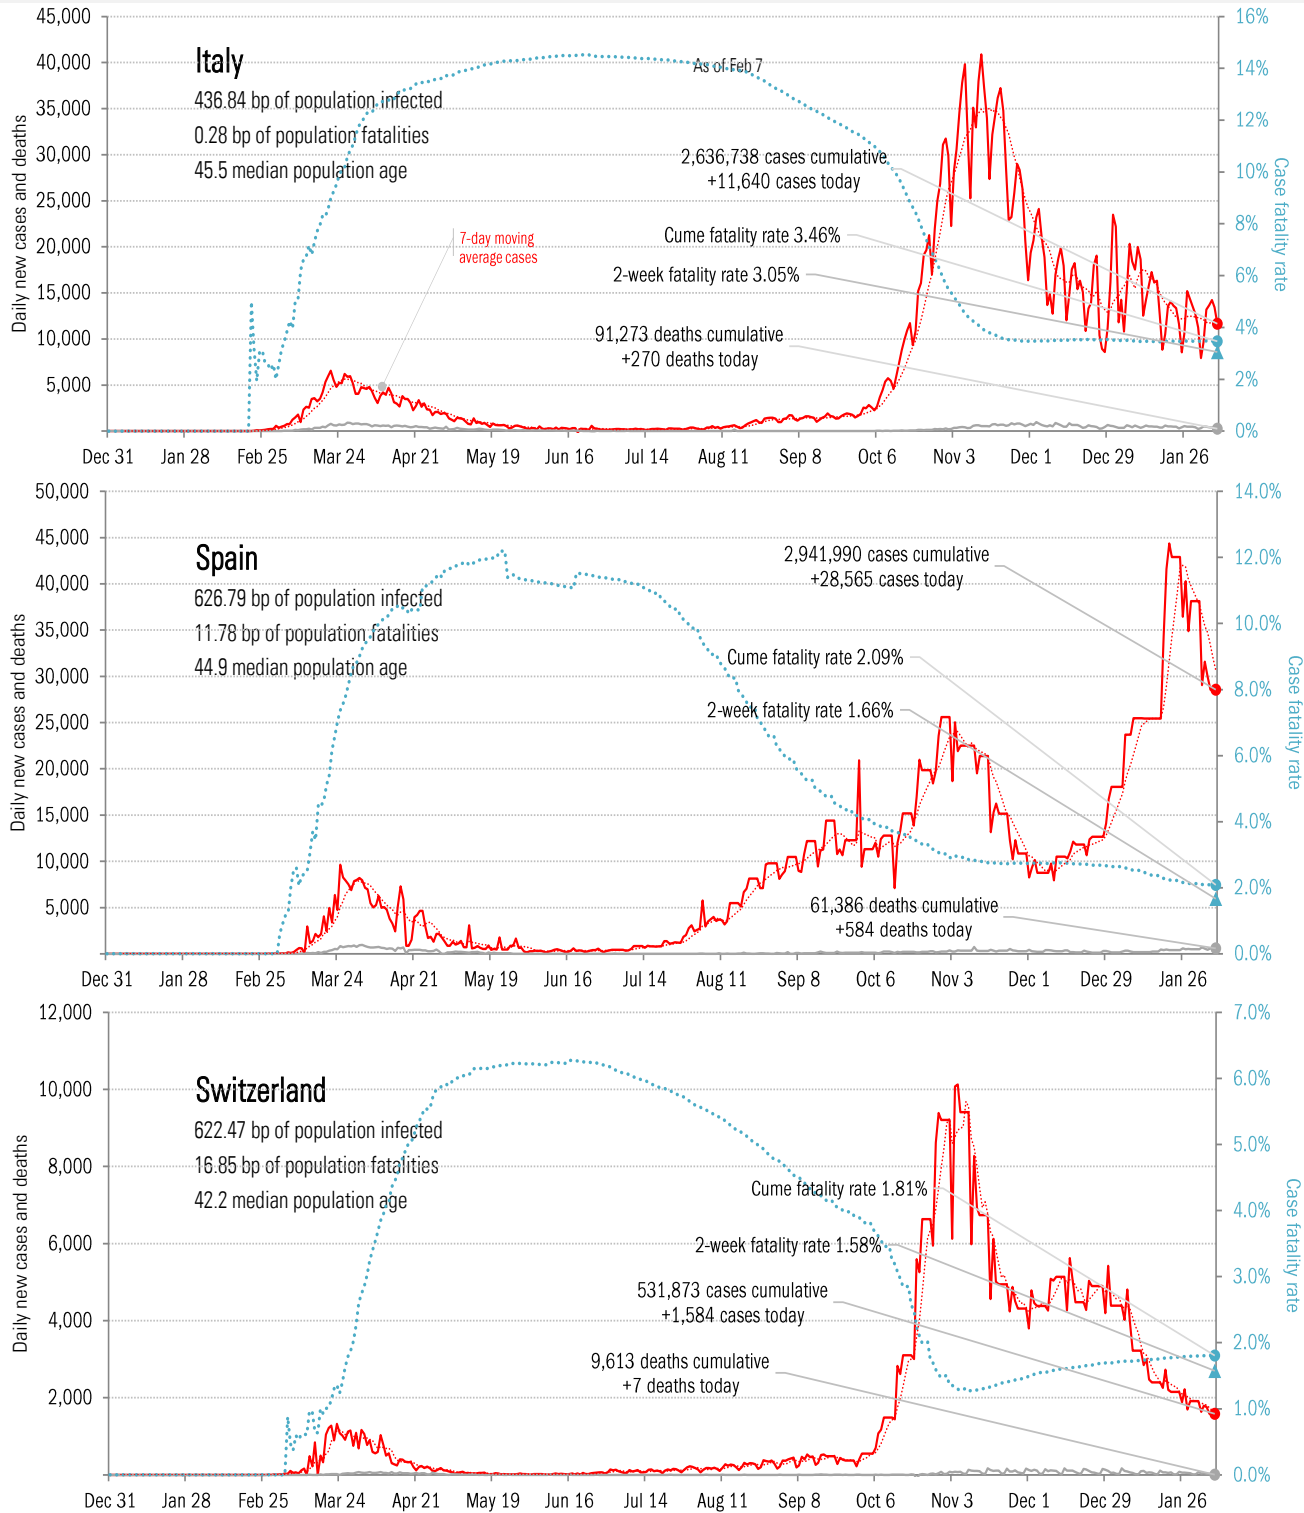 Italy
436.84 bp of population infected
0.28 bp of population fatalities
45.5 median population age
As of Feb 7
7-day moving
average cases
2,636,738 cases cumulative
+11,640 cases today
Cume fatality rate 3.46%
2-week fatality rate 3.05%
91,273 deaths cumulative
+270 deaths today
Daily new cases and deaths
45,000
40,000
35,000
30,000
25,000
20,000
15,000
10,000
5,000
16%
14%
12%
10%
8%
6%
4%
2%
0%
Case fatality rate
Dec 31 Jan 28 Feb 25 Mar 24 Apr 21 May 19 Jun 16 Jul 14 Aug 11 Sep 8 Oct 6 Nov 3 Dec 1 Dec 29 Jan 26
Spain
626.79 bp of population infected
11.78 bp of population fatalities
44.9 median population age
2,941,990 cases cumulative
+28,565 cases today
Cume fatality rate 2.09%
2-week fatality rate 1.66%
61,386 deaths cumulative
+584 deaths today
Daily new cases and deaths
50,000
45,000
40,000
35,000
30,000
25,000
20,000
15,000
10,000
5,000
14.0%
12.0%
10.0%
8.0%
6.0%
4.0%
2.0%
0.0%
Case fatality rate
Dec 31 Jan 28 Feb 25 Mar 24 Apr 21 May 19 Jun 16 Jul 14 Aug 11 Sep 8 Oct 6 Nov 3 Dec 1 Dec 29 Jan 26
Switzerland
622.47 bp of population infected
16.85 bp of population fatalities
42.2 median population age
Cume fatality rate 1.81%
2-week fatality rate 1.58%
531,873 cases cumulative
+1,584 cases today
9,613 deaths cumulative
+7 deaths today
Daily new cases and deaths
12,000
10,000
8,000
6,000
4,000
2,000
7.0%
6.0%
5.0%
4.0%
3.0%
2.0%
1.0%
0.0%
Case fatality rate
Dec 31 Jan 28 Feb 25 Mar 24 Apr 21 May 19 Jun 16 Jul 14 Aug 11 Sep 8 Oct 6 Nov 3 Dec 1 Dec 29 Jan 26